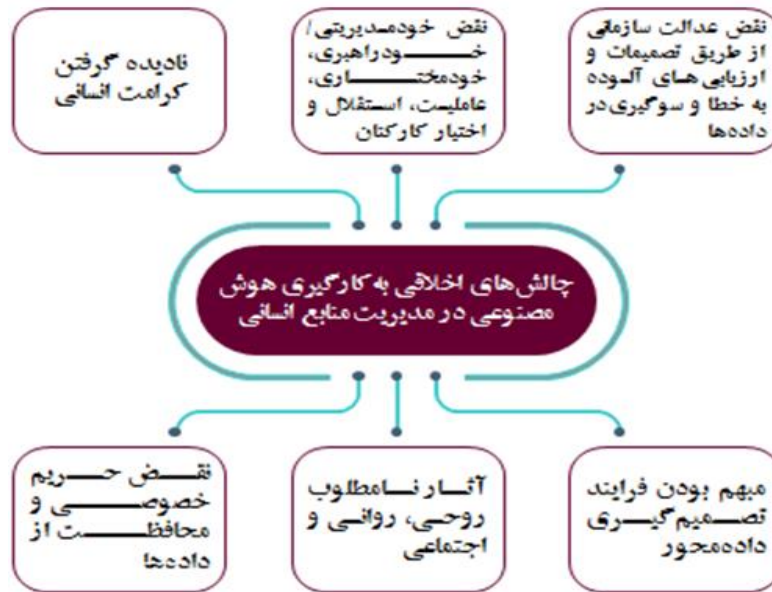 نقض عدالت سازمانی
از طریق تصمیمات و
ارزیابی‌های آلوده
به خطا و سوگیری در
داده‌ها
نقض خودمدیریتی/
خودراهبری،
خودمختاری،
عاملیت، استقلال و
اختیار کارکنان
نادیده گرفتن
کرامت انسانی
چالش‌های اخلاقی به‌کارگیری هوش
مصنوعی در مدیریت منابع انسانی
مبهم بودن فرایند
تصمیم‌گیری
داده‌محور
آثار نامطلوب
روحی، روانی و
اجتماعی
نقض حریم
خصوصی و
محافظت از
داده‌ها